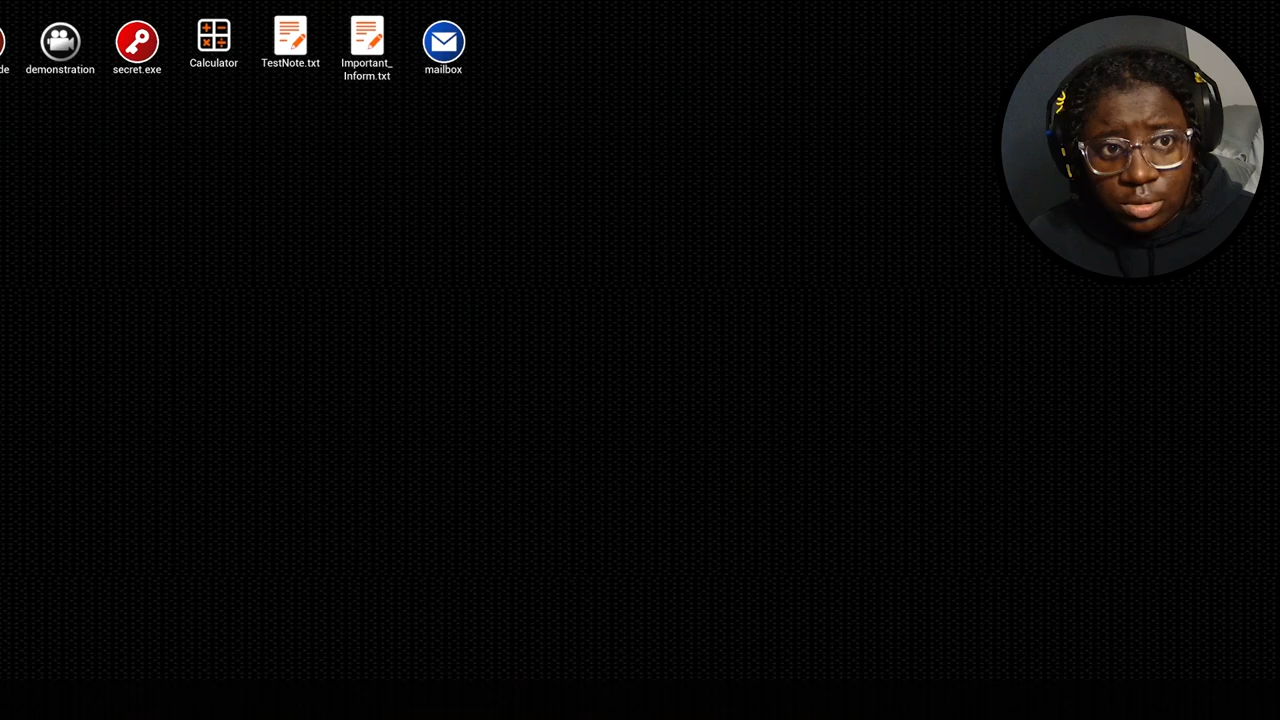 de
demonstration
secret.exe
Calculator
TestNote.txt
Important_
Inform.txt
mailbox